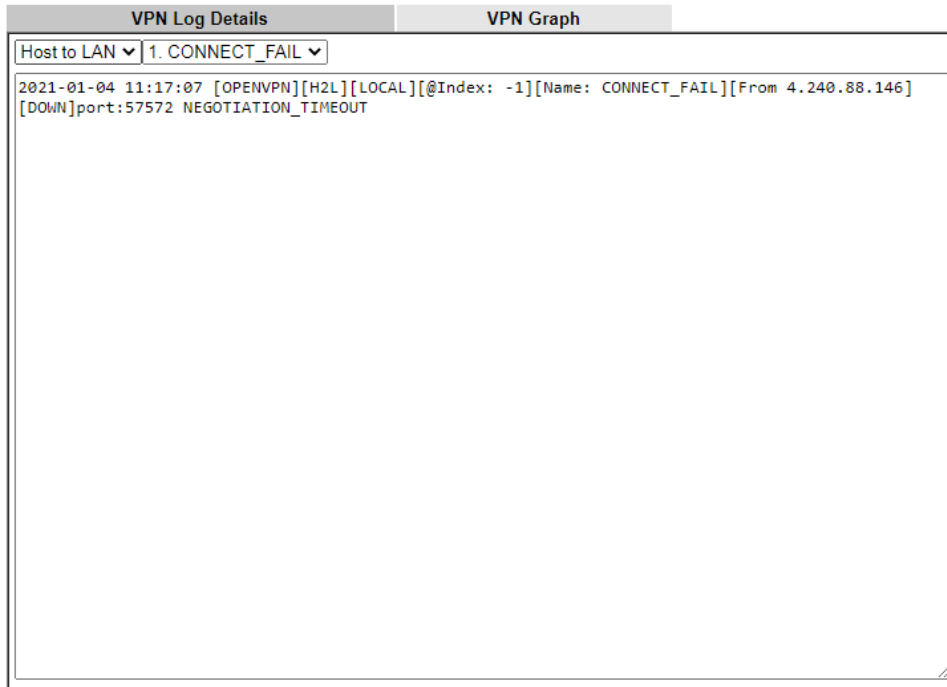 VPN Log Details VPN Graph
Host to LAN 1. CONNECT_FAIL
2021-01-04 11:17:07 [OPENVPN][H2L][LOCAL][@Index: -1][Name: CONNECT_FAIL][From 4.240.88.146]
[DOWN]port:57572 NEGOTIATION_TIMEOUT